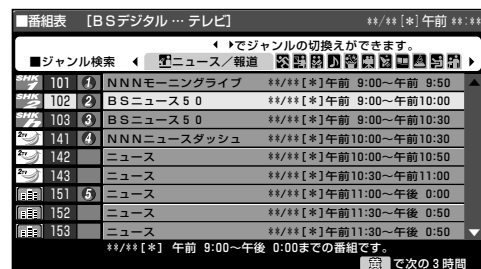 ■番組表 [BSデジタル … テレビ] **/** [*] 午前 **:**
◀ ▶でジャンルの切換えができます。
■ジャンル検索 ◀ ニュース／報道 ▶
SHK 1 101 ① NNNモーニングライブ **/**[*]午前 9:00～午前 9:50
SHK 2 102 ② BSニュース50 **/**[*]午前 9:00～午前10:00
SHK h 103 ③ BSニュース50 **/**[*]午前 9:00～午前10:30
2TV 141 ④ NNNニュースダッシュ **/**[*]午前10:00～午前10:30
2TV 142 ニュース **/**[*]午前10:00～午前10:50
2TV 143 ニュース **/**[*]午前10:30～午前11:00
151 ⑤ ニュース **/**[*]午前11:00～午後 0:00
152 ニュース **/**[*]午前11:30～午後 0:50
153 ニュース **/**[*]午前11:30～午後 0:50
**/**[*] 午前 9:00～午後 0:00までの番組です。
黄 で次の3時間